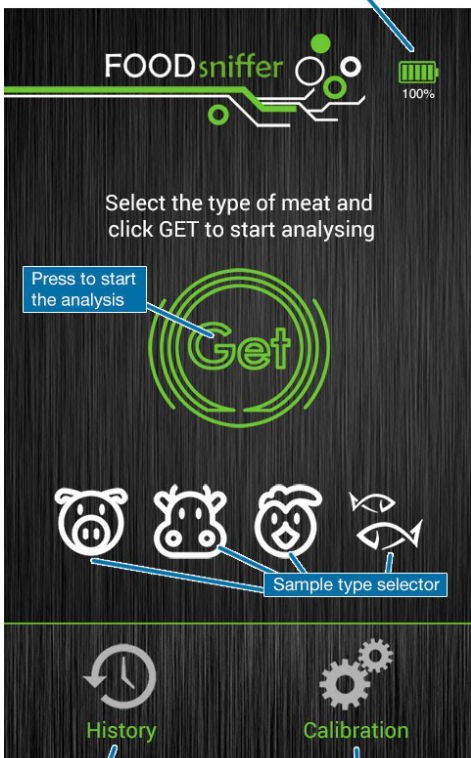 FOODsniffer
100%
Select the type of meat and
click GET to start analysing
Press to start
the analysis
Get
Sample type selector
History
Calibration